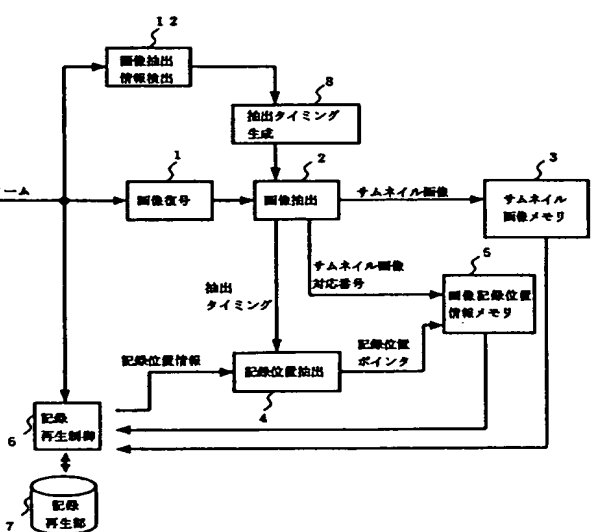 12
画像抽出
情報検出
8
抽出タイミング
生成
ーム
1
画像復号
2
画像抽出
サムネイル画像
3
サムネイル
画像メモリ
抽出
タイミング
サムネイル画像
対応番号
5
画像記録位置
情報メモリ
記録位置情報
記録位置抽出
4
記録位置
ポインタ
6
記録
再生制御
7
記録
再生部